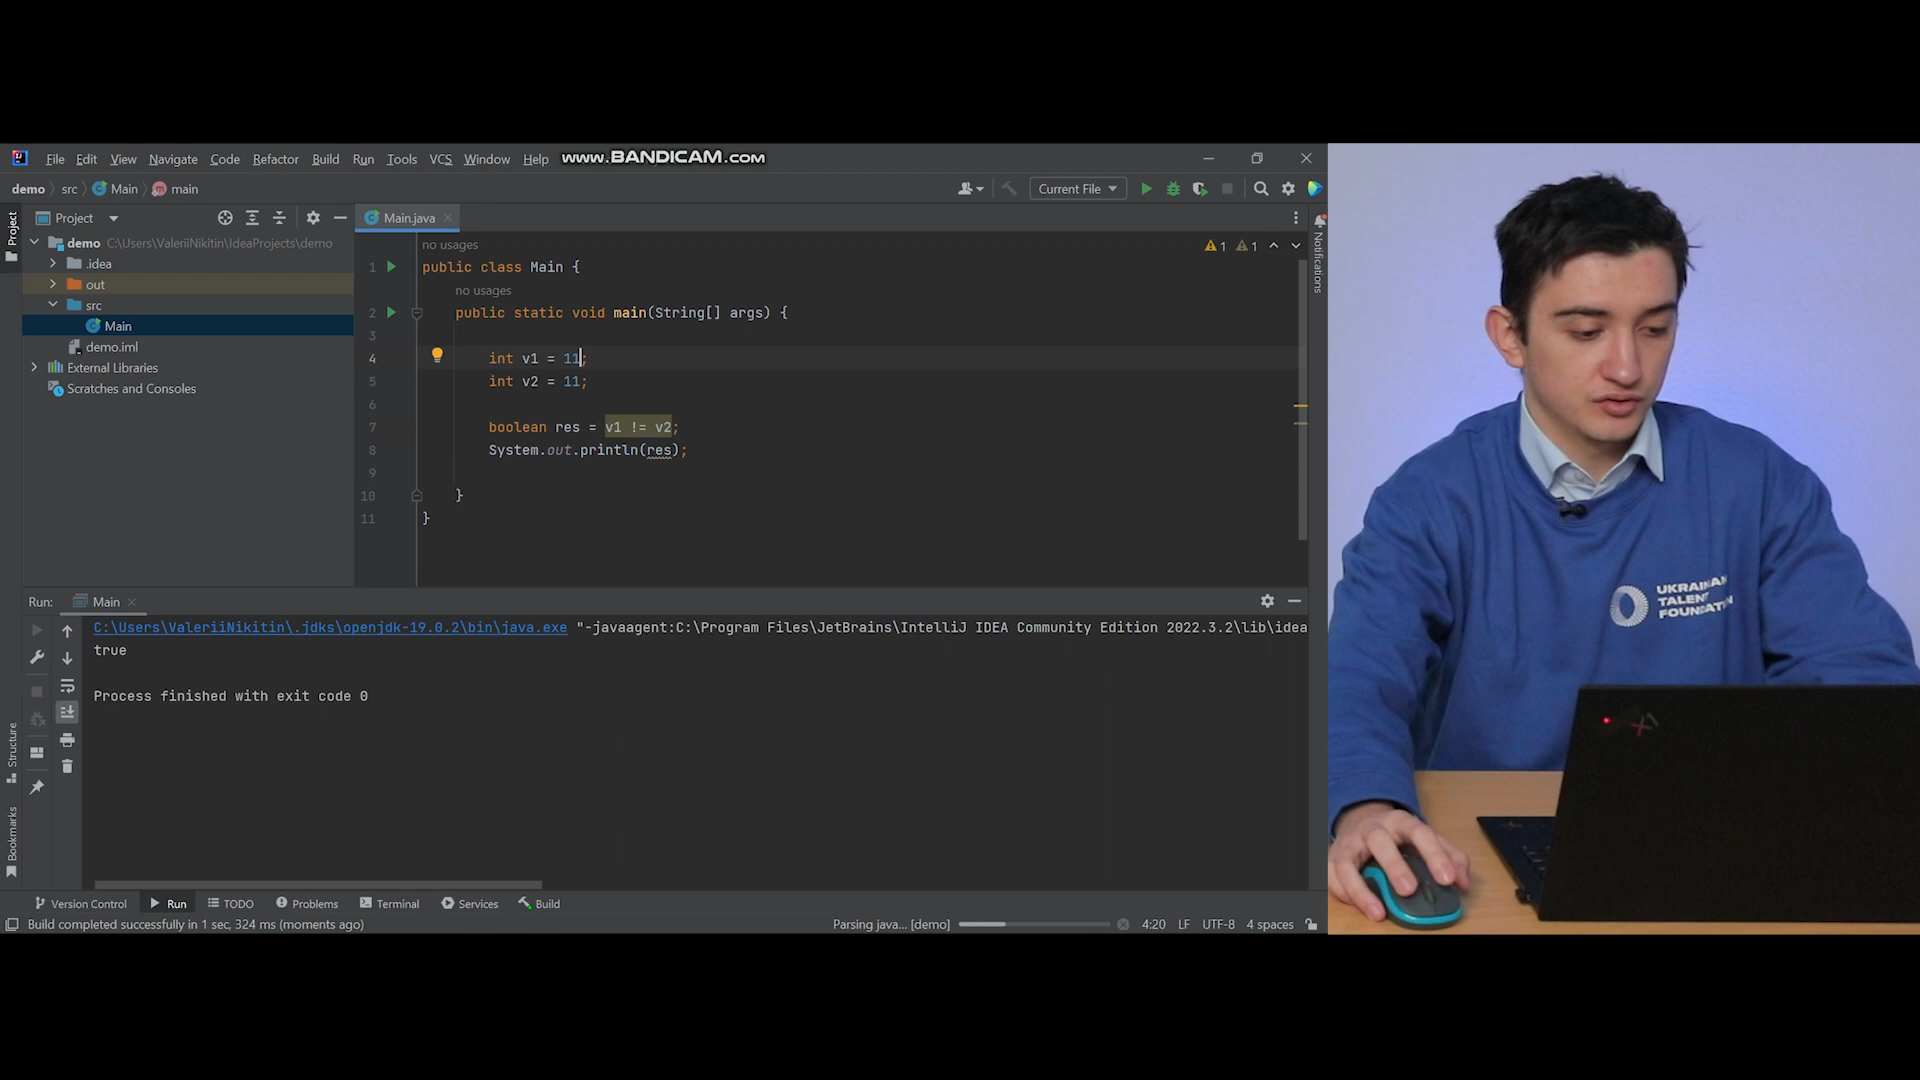 File Edit View Navigate Code Refactor Build Run Tools VCS Window Help www.BANDICAM.com
demo src Main main Current File
Project Main.java
demo C:\Users\ValeriiNikitin\IdeaProjects\demo
.idea
out
src
Main
demo.iml
External Libraries
Scratches and Consoles
Project
Notifications
Structure
Bookmarks
1 1
no usages
1 public class Main {
no usages
2 public static void main(String[] args) {
3
4 int v1 = 11;
5 int v2 = 11;
6
7 boolean res = v1 != v2;
8 System.out.println(res);
9
10 }
11 }
Run: Main
C:\Users\ValeriiNikitin\.jdks\openjdk-19.0.2\bin\java.exe "-javaagent:C:\Program Files\JetBrains\IntelliJ IDEA Community Edition 2022.3.2\lib\idea
true
Process finished with exit code 0
Version Control Run TODO Problems Terminal Services Build
Build completed successfully in 1 sec, 324 ms (moments ago) Parsing java... [demo] 4:20 LF UTF-8 4 spaces
UKRAINIAN
TALENT
FOUNDATION
X1